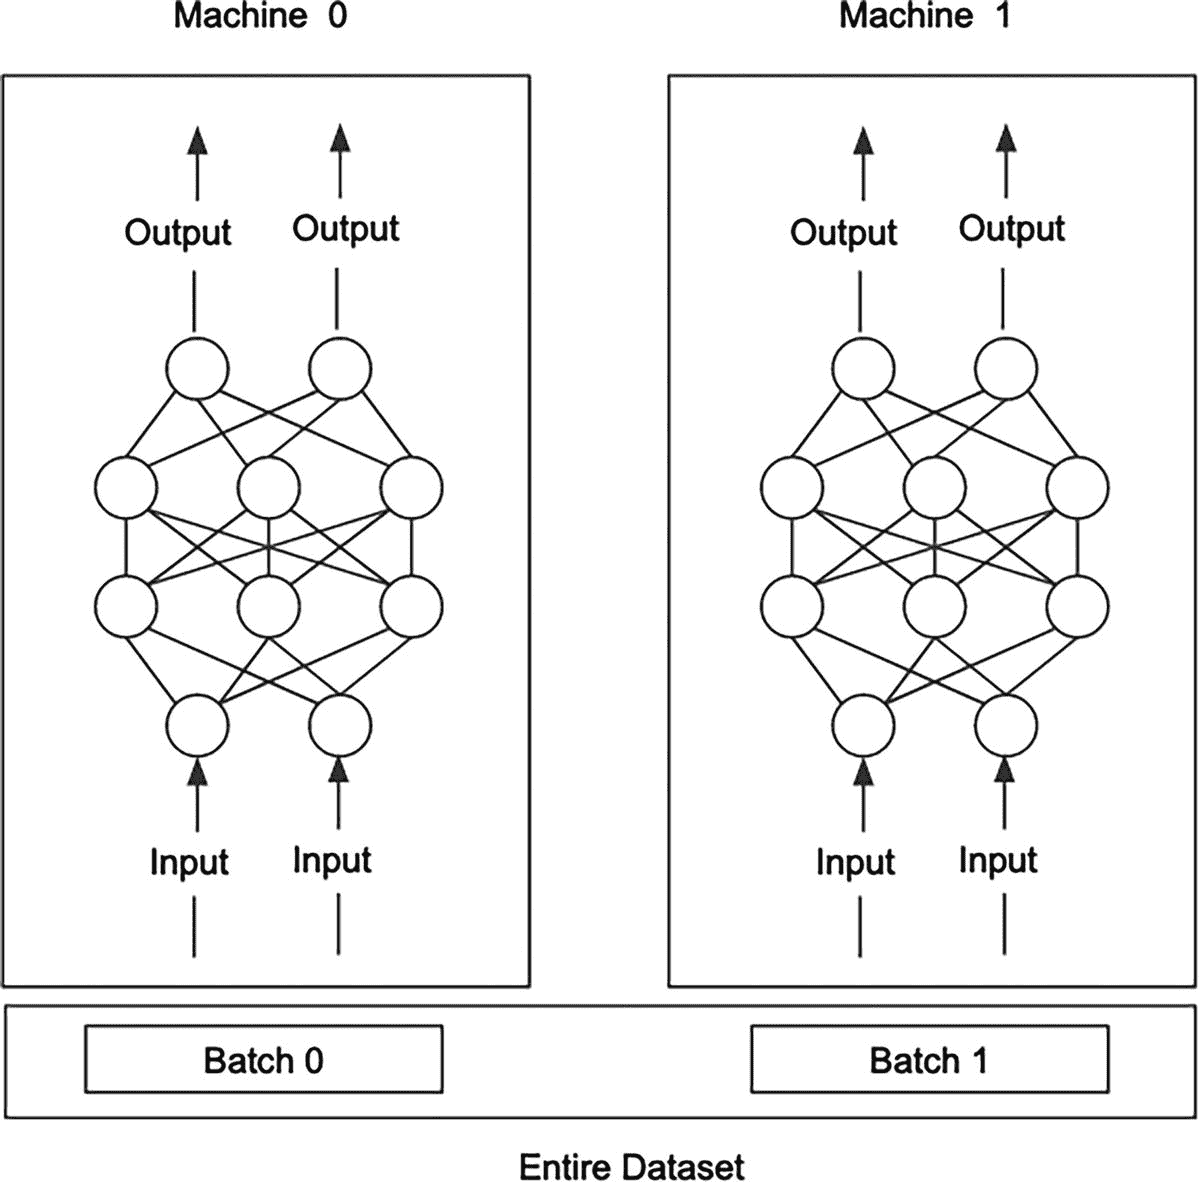 Machine 0
Machine 1
Output
Output
Output
Output
Input
Input
Input
Input
Batch 0
Batch 1
Entire Dataset